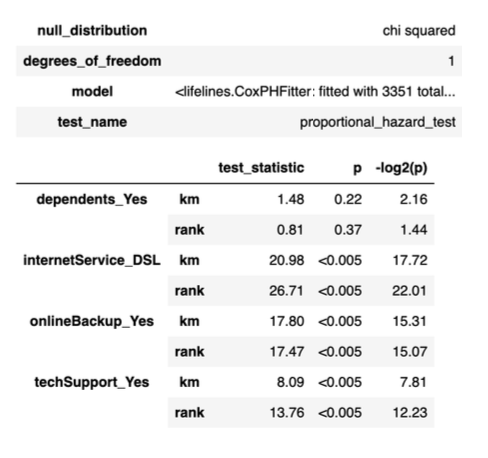 null_distribution chi squared
degrees_of_freedom 1
model <lifelines.CoxPHFitter: fitted with 3351 total...
test_name proportional_hazard_test
test_statistic p -log2(p)
dependents_Yes km 1.48 0.22 2.16
rank 0.81 0.37 1.44
internetService_DSL km 20.98 <0.005 17.72
rank 26.71 <0.005 22.01
onlineBackup_Yes km 17.80 <0.005 15.31
rank 17.47 <0.005 15.07
techSupport_Yes km 8.09 <0.005 7.81
rank 13.76 <0.005 12.23